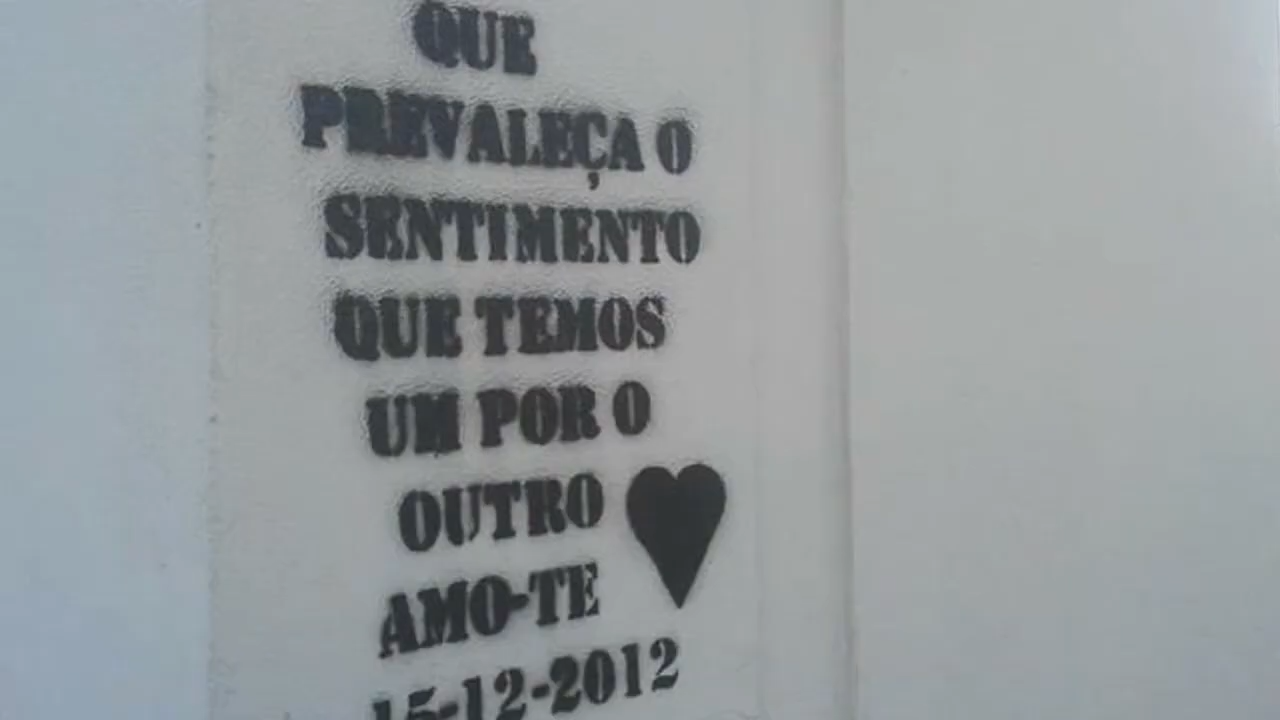 QUE
PREVALEÇA O
SENTIMENTO
QUE TEMOS
UM POR O
OUTRO
AMO-TE
15-12-2012